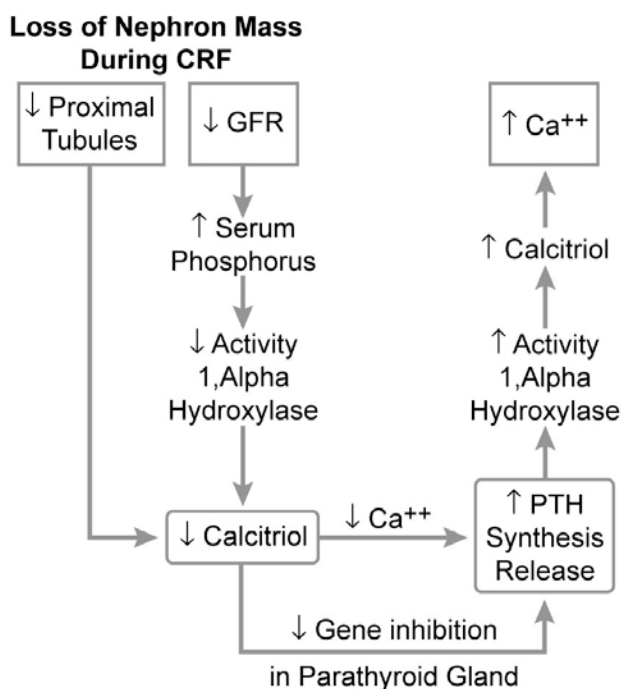 Loss of Nephron Mass
During CRF
↓ Proximal
Tubules
↓ GFR
↑ Serum
Phosphorus
↓ Activity
1,Alpha
Hydroxylase
↓ Calcitriol
↓ Ca++
↑ PTH
Synthesis
Release
↑ Activity
1,Alpha
Hydroxylase
↑ Calcitriol
↑ Ca++
↓ Gene inhibition
in Parathyroid Gland